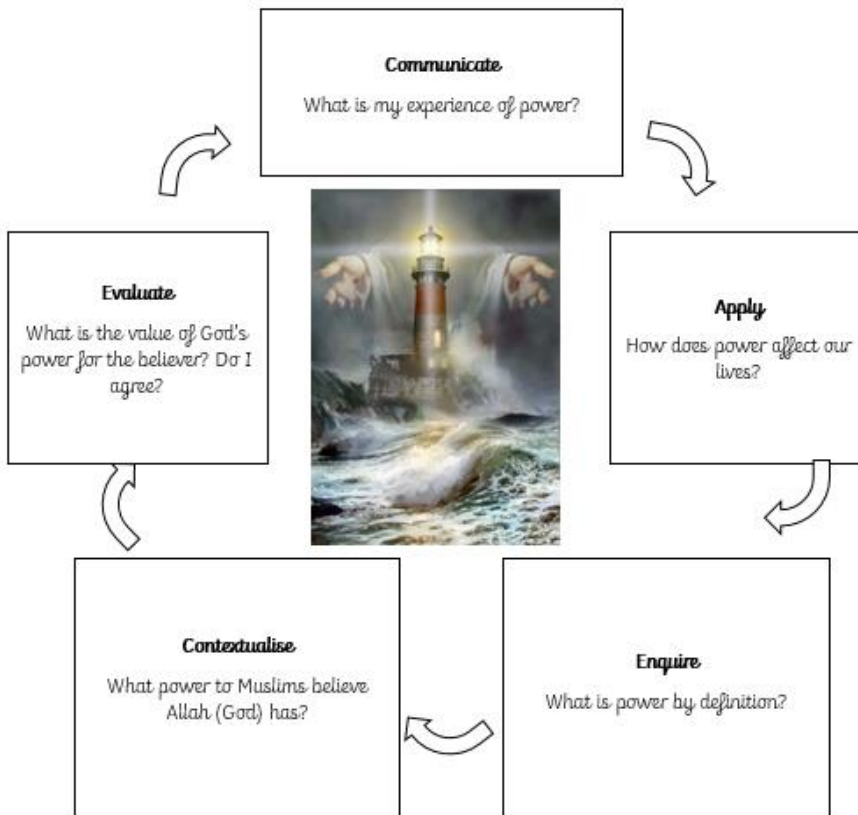 Communicate
What is my experience of power?
Apply
How does power affect our
lives?
Enquire
What is power by definition?
Contextualise
What power to Muslims believe
Allah (God) has?
Evaluate
What is the value of God's
power for the believer? Do I
agree?